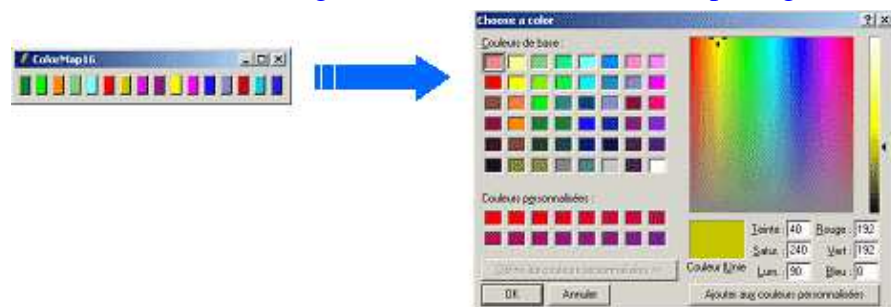 ColorMap16
Choose a color
Couleurs de base :
Couleurs personnalisées :
Teinte : 40 Rouge : 192
Satur. : 240 Vert : 192
Couleur Unie Lum. : 90 Bleu : 0
OK Annuler Ajouter aux couleurs personnalisées